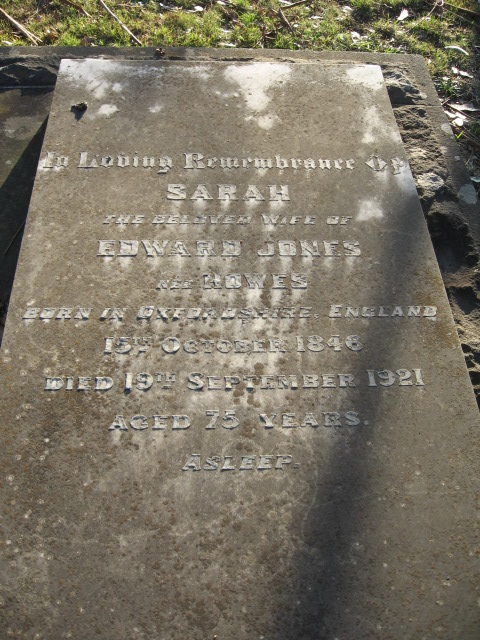 In Loving Remembrance Of
SARAH
THE BELOVED WIFE OF
EDWARD JONES
NÉE HOWES
BORN IN OXFORDSHIRE, ENGLAND
15TH OCTOBER 1846
DIED 19TH SEPTEMBER 1921
AGED 75 YEARS.
ASLEEP.